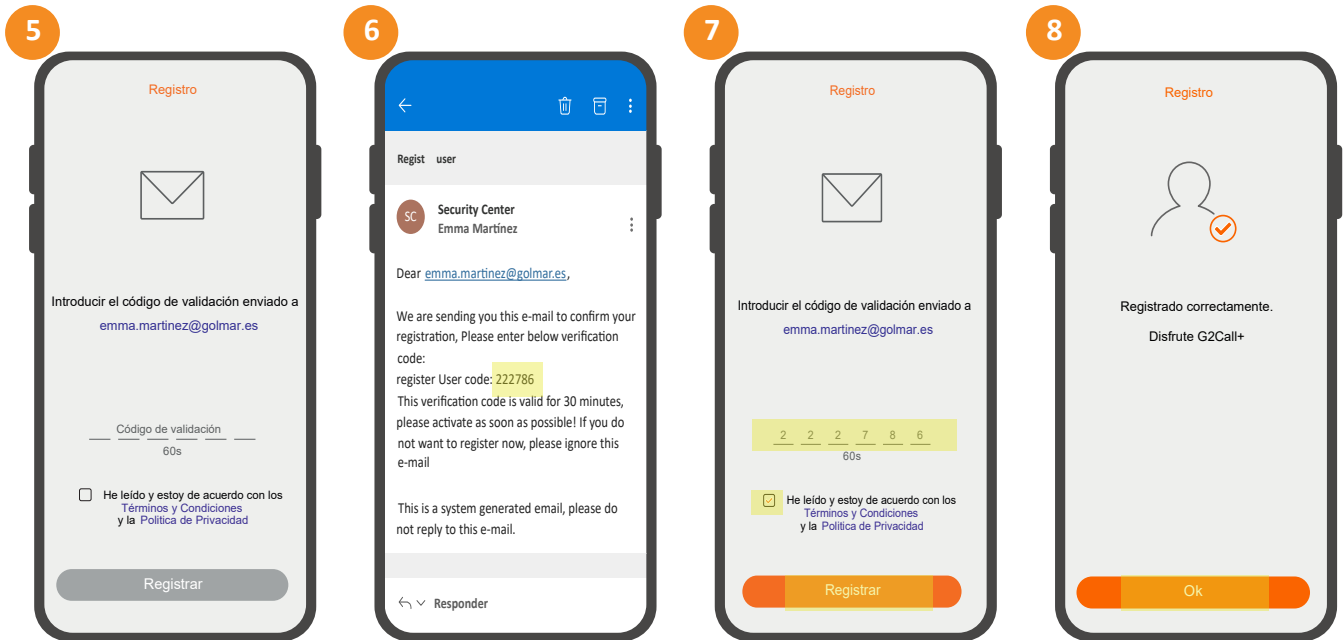 5
Registro
Introducir el código de validación enviado a
emma.martinez@golmar.es
Código de validación
60s
He leído y estoy de acuerdo con los
Términos y Condiciones
y la Politica de Privacidad
Registrar
6
Regist user
SC
Security Center
Emma Martínez
Dear emma.martinez@golmar.es,
We are sending you this e-mail to confirm your
registration, Please enter below verification
code:
register User code: 222786
This verification code is valid for 30 minutes,
please activate as soon as possible! If you do
not want to register now, please ignore this
e-mail
This is a system generated email, please do
not reply to this e-mail.
Responder
7
Registro
Introducir el código de validación enviado a
emma.martinez@golmar.es
2 2 2 7 8 6
60s
He leído y estoy de acuerdo con los
Términos y Condiciones
y la Politica de Privacidad
Registrar
8
Registro
Registrado correctamente.
Disfrute G2Call+
Ok